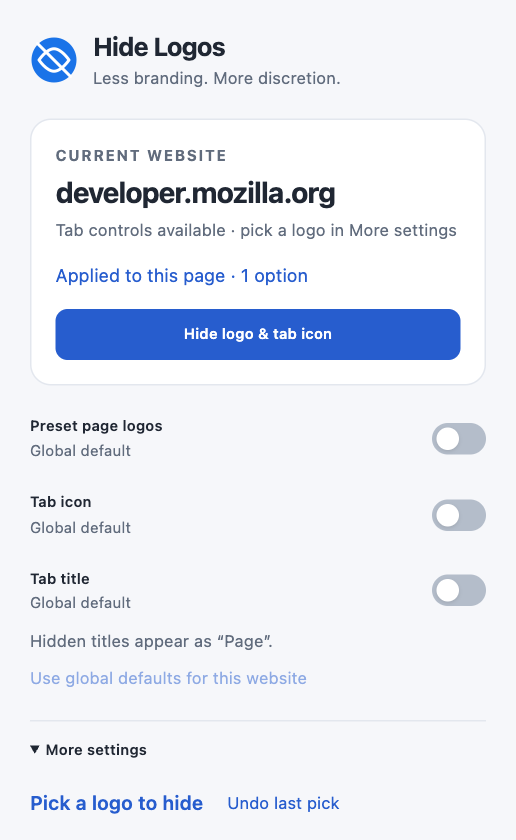 Hide Logos
Less branding. More discretion.
CURRENT WEBSITE
developer.mozilla.org
Tab controls available · pick a logo in More settings
Applied to this page · 1 option
Hide logo & tab icon
Preset page logos
Global default
Tab icon
Global default
Tab title
Global default
Hidden titles appear as “Page”.
Use global defaults for this website
▼ More settings
Pick a logo to hide Undo last pick